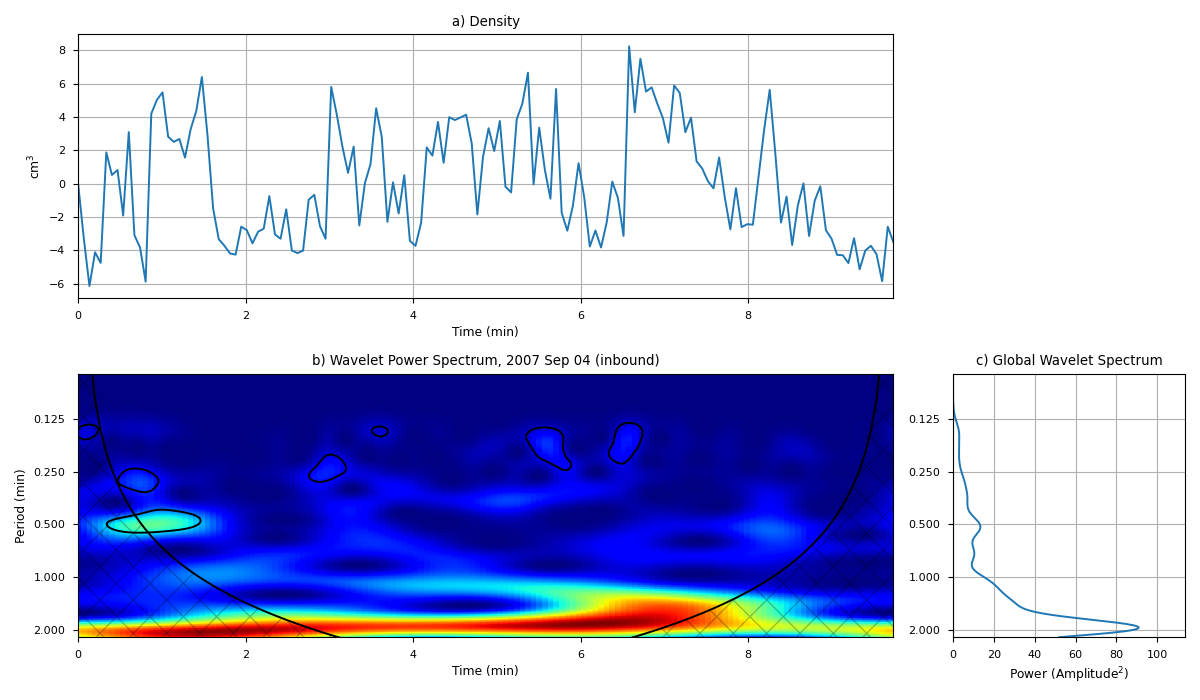 a) Density
8
6
4
2
0
−2
−4
−6
cm³
0 2 4 6 8
Time (min)
b) Wavelet Power Spectrum, 2007 Sep 04 (inbound)
0.125
0.250
0.500
1.000
2.000
Period (min)
0 2 4 6 8
Time (min)
c) Global Wavelet Spectrum
0.125
0.250
0.500
1.000
2.000
0 20 40 60 80 100
Power (Amplitude²)